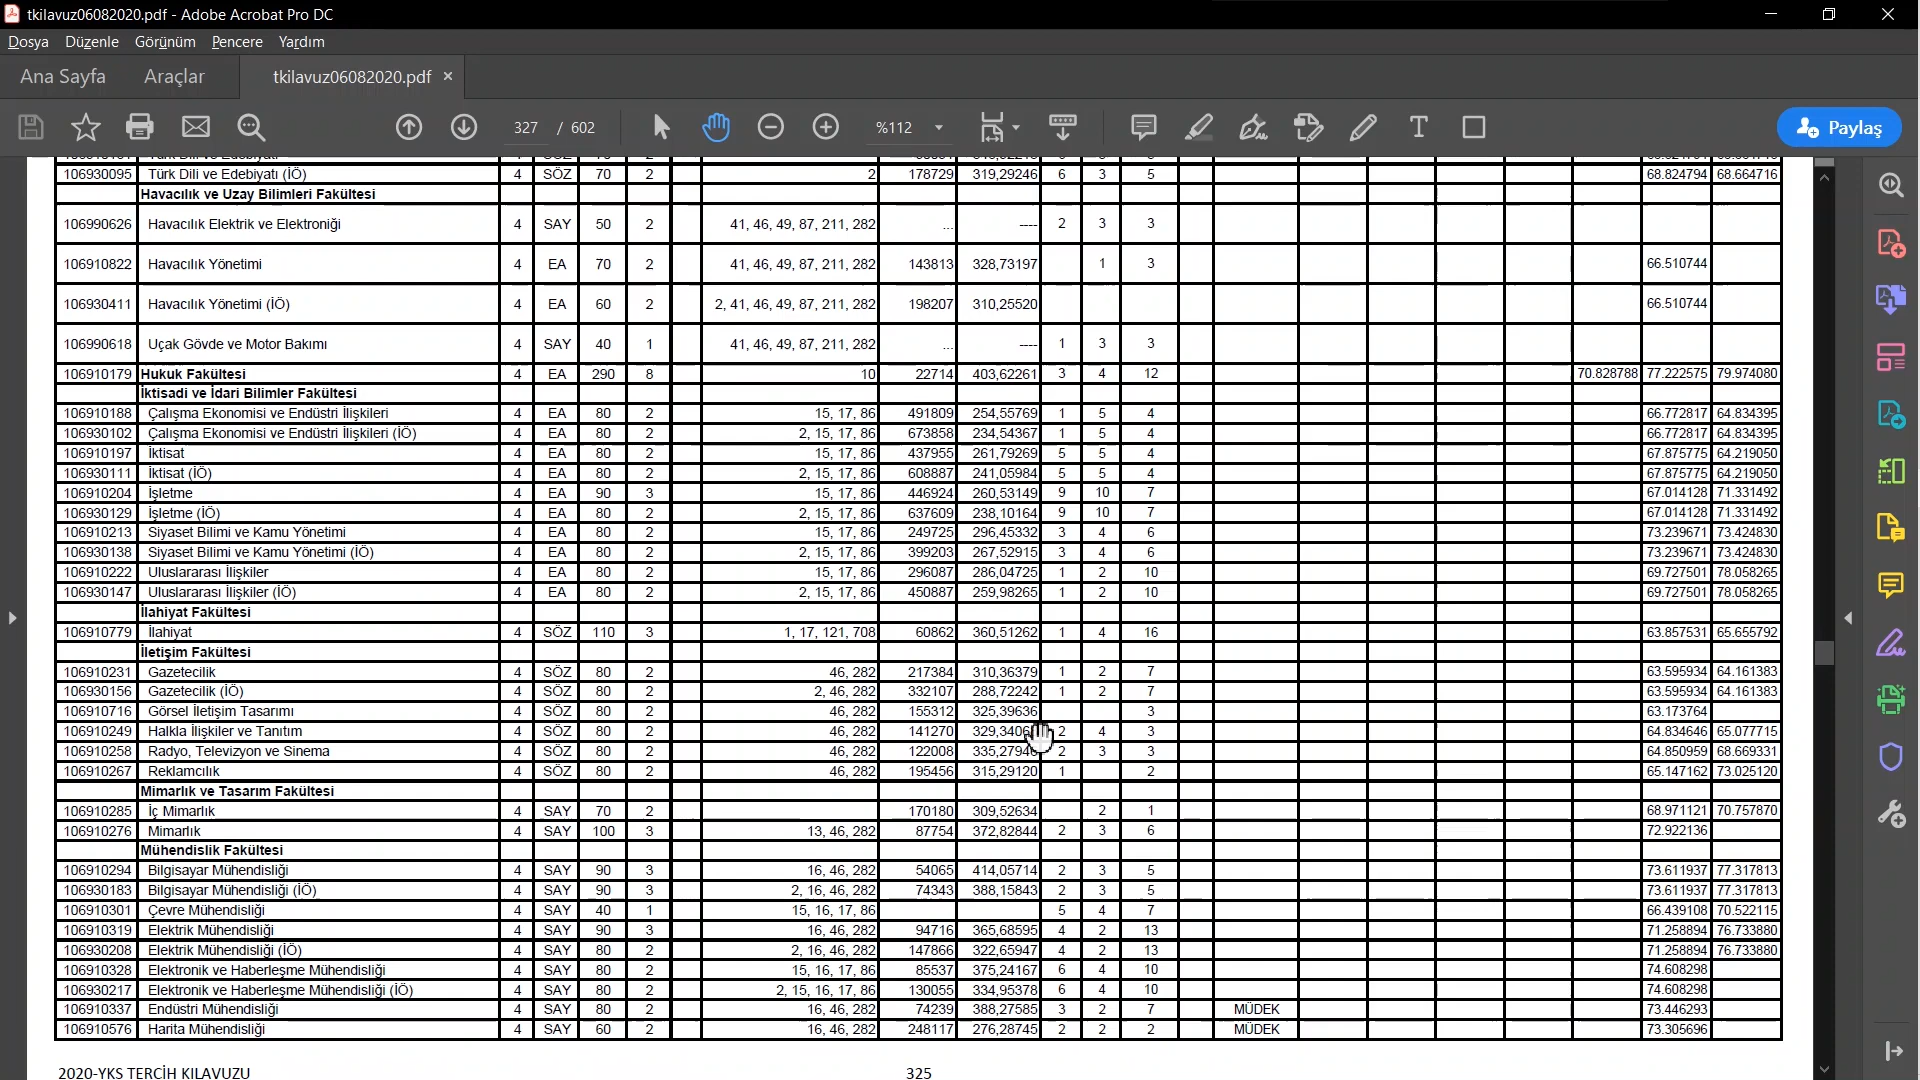 tkilavuz06082020.pdf - Adobe Acrobat Pro DC
Dosya Düzenle Görünüm Pencere Yardım
Ana Sayfa Araçlar tkilavuz06082020.pdf ×
327 / 602 %112 Paylaş
106930095 Türk Dili ve Edebiyatı (İÖ) 4 SÖZ 70 2 2 178729 319,29246 6 3 5 68.824794 68.664716
Havacılık ve Uzay Bilimleri Fakültesi
106990626 Havacılık Elektrik ve Elektroniği 4 SAY 50 2 41, 46, 49, 87, 211, 282 ... ---- 2 3 3
106910822 Havacılık Yönetimi 4 EA 70 2 41, 46, 49, 87, 211, 282 143813 328,73197 1 3 66.510744
106930411 Havacılık Yönetimi (İÖ) 4 EA 60 2 2, 41, 46, 49, 87, 211, 282 198207 310,25520 66.510744
106990618 Uçak Gövde ve Motor Bakımı 4 SAY 40 1 41, 46, 49, 87, 211, 282 ... ---- 1 3 3
106910179 Hukuk Fakültesi 4 EA 290 8 10 22714 403,62261 3 4 12 70.828788 77.222575 79.974080
İktisadi ve İdari Bilimler Fakültesi
106910188 Çalışma Ekonomisi ve Endüstri İlişkileri 4 EA 80 2 15, 17, 86 491809 254,55769 1 5 4 66.772817 64.834395
106930102 Çalışma Ekonomisi ve Endüstri İlişkileri (İÖ) 4 EA 80 2 2, 15, 17, 86 673858 234,54367 1 5 4 66.772817 64.834395
106910197 İktisat 4 EA 80 2 15, 17, 86 437955 261,79269 5 5 4 67.875775 64.219050
106930111 İktisat (İÖ) 4 EA 80 2 2, 15, 17, 86 608887 241,05984 5 5 4 67.875775 64.219050
106910204 İşletme 4 EA 90 3 15, 17, 86 446924 260,53149 9 10 7 67.014128 71.331492
106930129 İşletme (İÖ) 4 EA 80 2 2, 15, 17, 86 637609 238,10164 9 10 7 67.014128 71.331492
106910213 Siyaset Bilimi ve Kamu Yönetimi 4 EA 80 2 15, 17, 86 249725 296,45332 3 4 6 73.239671 73.424830
106930138 Siyaset Bilimi ve Kamu Yönetimi (İÖ) 4 EA 80 2 2, 15, 17, 86 399203 267,52915 3 4 6 73.239671 73.424830
106910222 Uluslararası İlişkiler 4 EA 80 2 15, 17, 86 296087 286,04725 1 2 10 69.727501 78.058265
106930147 Uluslararası İlişkiler (İÖ) 4 EA 80 2 2, 15, 17, 86 450887 259,98265 1 2 10 69.727501 78.058265
İlahiyat Fakültesi
106910779 İlahiyat 4 SÖZ 110 3 1, 17, 121, 708 60862 360,51262 1 4 16 63.857531 65.655792
İletişim Fakültesi
106910231 Gazetecilik 4 SÖZ 80 2 46, 282 217384 310,36379 1 2 7 63.595934 64.161383
106930156 Gazetecilik (İÖ) 4 SÖZ 80 2 2, 46, 282 332107 288,72242 1 2 7 63.595934 64.161383
106910716 Görsel İletişim Tasarımı 4 SÖZ 80 2 46, 282 155312 325,39636 3 63.173764
106910249 Halkla İlişkiler ve Tanıtım 4 SÖZ 80 2 46, 282 141270 2 4 3 64.834646 65.077715
106910258 Radyo, Televizyon ve Sinema 4 SÖZ 80 2 46, 282 122008 2 3 3 64.850959 68.669331
106910267 Reklamcılık 4 SÖZ 80 2 46, 282 195456 315,29120 1 2 65.147162 73.025120
Mimarlık ve Tasarım Fakültesi
106910285 İç Mimarlık 4 SAY 70 2 170180 309,52634 2 1 68.971121 70.757870
106910276 Mimarlık 4 SAY 100 3 13, 46, 282 87754 372,82844 2 3 6 72.922136
Mühendislik Fakültesi
106910294 Bilgisayar Mühendisliği 4 SAY 90 3 16, 46, 282 54065 414,05714 2 3 5 73.611937 77.317813
106930183 Bilgisayar Mühendisliği (İÖ) 4 SAY 90 3 2, 16, 46, 282 74343 388,15843 2 3 5 73.611937 77.317813
106910301 Çevre Mühendisliği 4 SAY 40 1 15, 16, 17, 86 5 4 7 66.439108 70.522115
106910319 Elektrik Mühendisliği 4 SAY 90 3 16, 46, 282 94716 365,68595 4 2 13 71.258894 76.733880
106930208 Elektrik Mühendisliği (İÖ) 4 SAY 80 2 2, 16, 46, 282 147866 322,65947 4 2 13 71.258894 76.733880
106910328 Elektronik ve Haberleşme Mühendisliği 4 SAY 80 2 15, 16, 17, 86 85537 375,24167 6 4 10 74.608298
106930217 Elektronik ve Haberleşme Mühendisliği (İÖ) 4 SAY 80 2 2, 15, 16, 17, 86 130055 334,95378 6 4 10 74.608298
106910337 Endüstri Mühendisliği 4 SAY 80 2 16, 46, 282 74239 388,27585 3 2 7 MÜDEK 73.446293
106910576 Harita Mühendisliği 4 SAY 60 2 16, 46, 282 248117 276,28745 2 2 2 MÜDEK 73.305696
2020-YKS TERCİH KILAVUZU 325